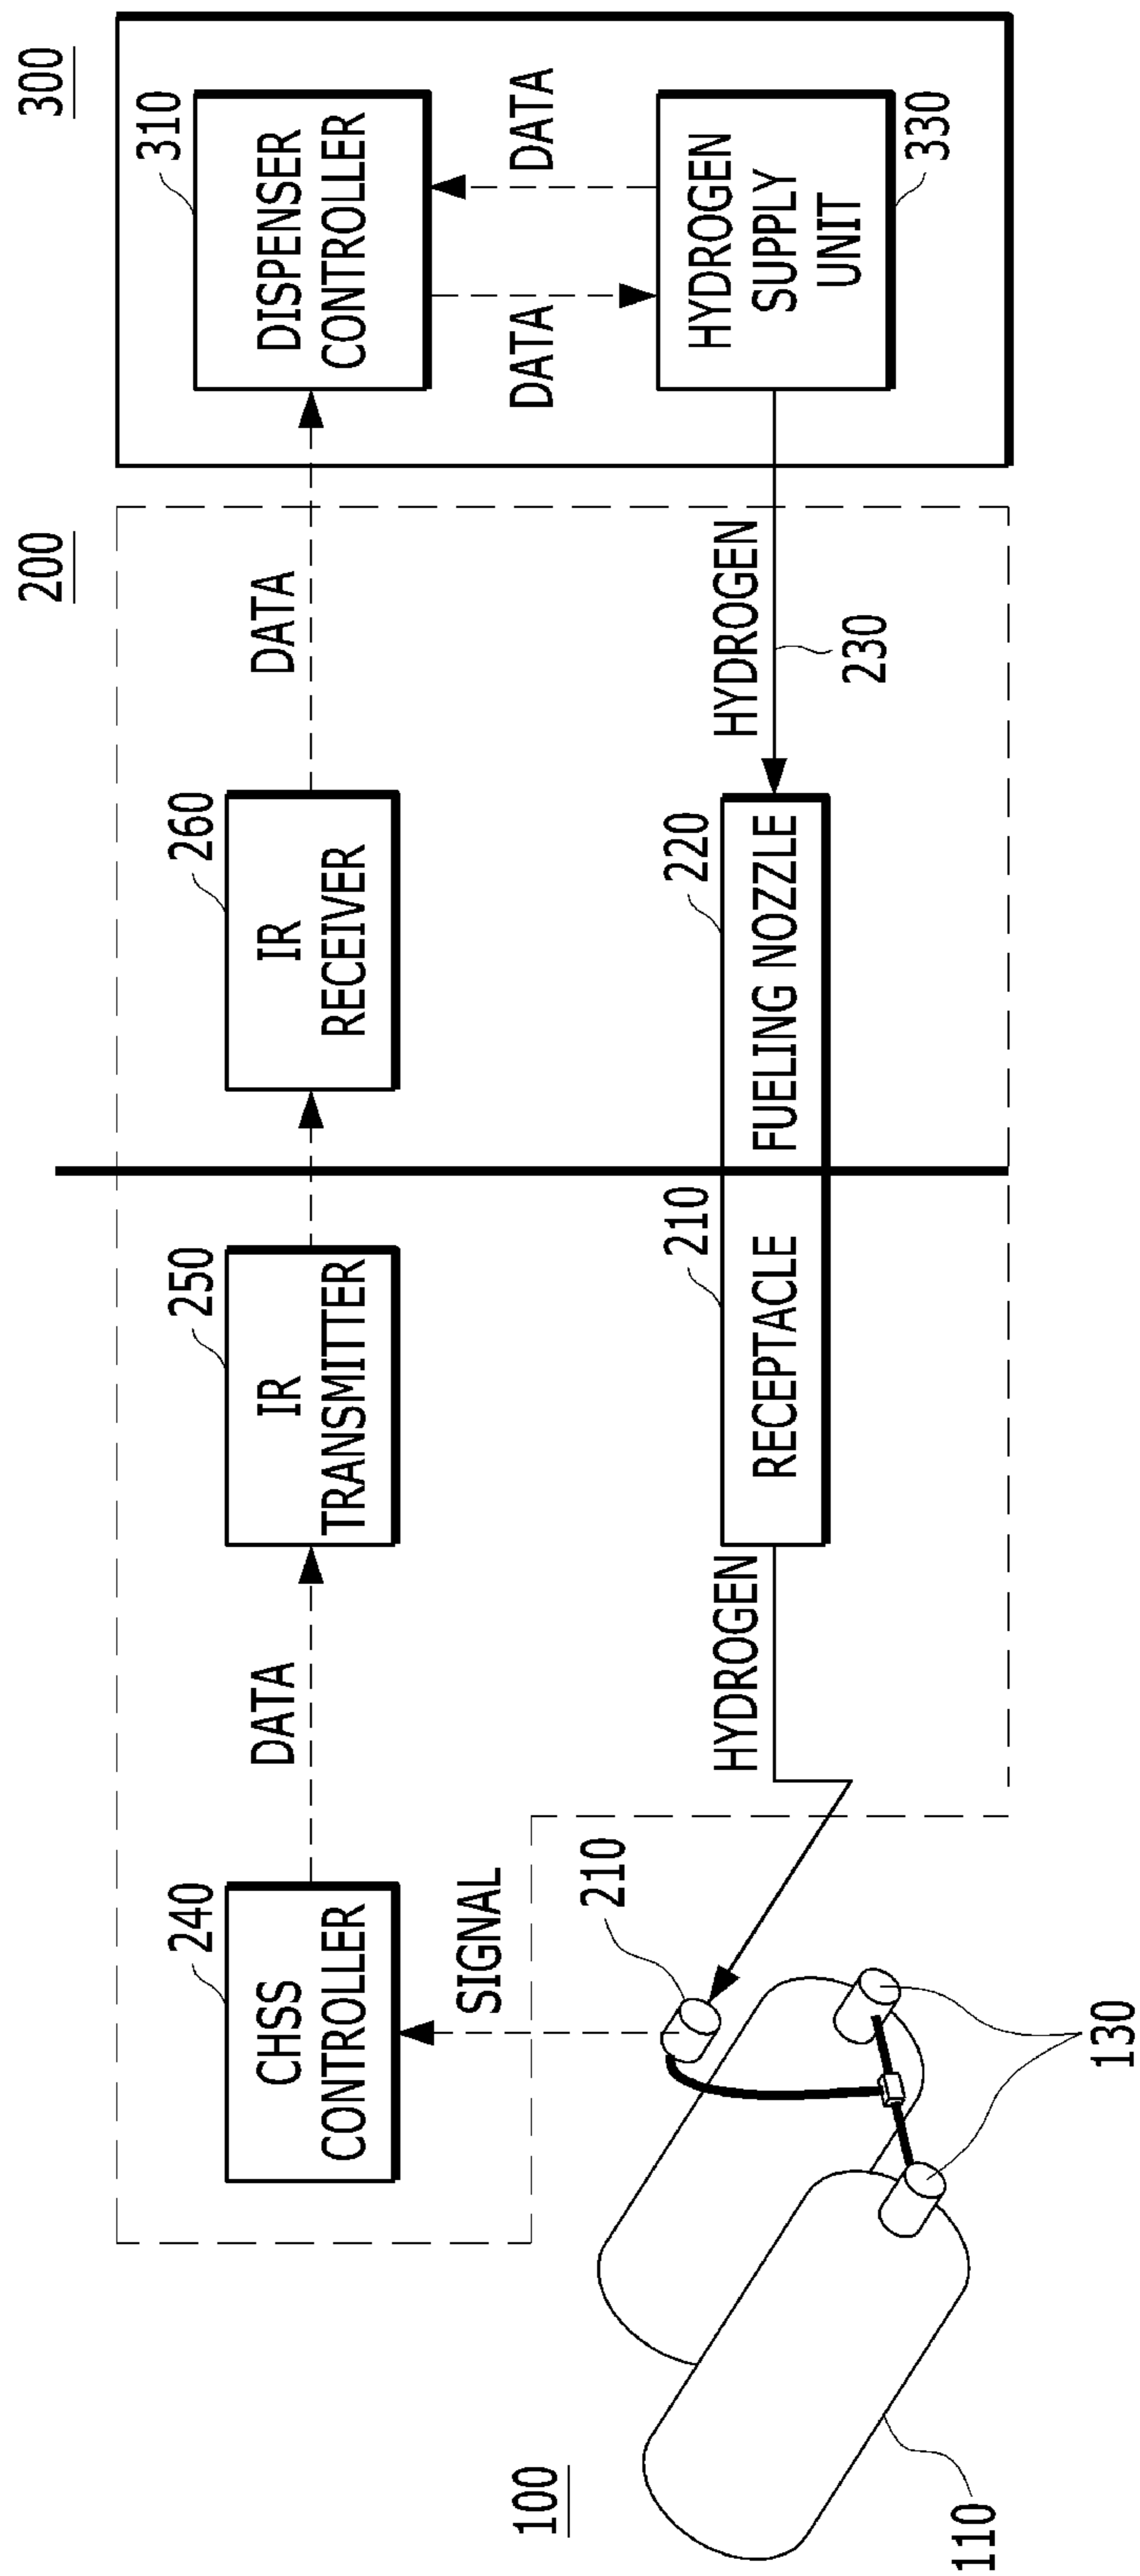 100
200
300
240
CHSS
CONTROLLER
DATA
250
IR
TRANSMITTER
260
IR
RECEIVER
DATA
310
DISPENSER
CONTROLLER
SIGNAL
DATA
DATA
210
HYDROGEN
210
RECEPTACLE
220
FUELING NOZZLE
HYDROGEN
230
HYDROGEN
SUPPLY
UNIT
330
110
130